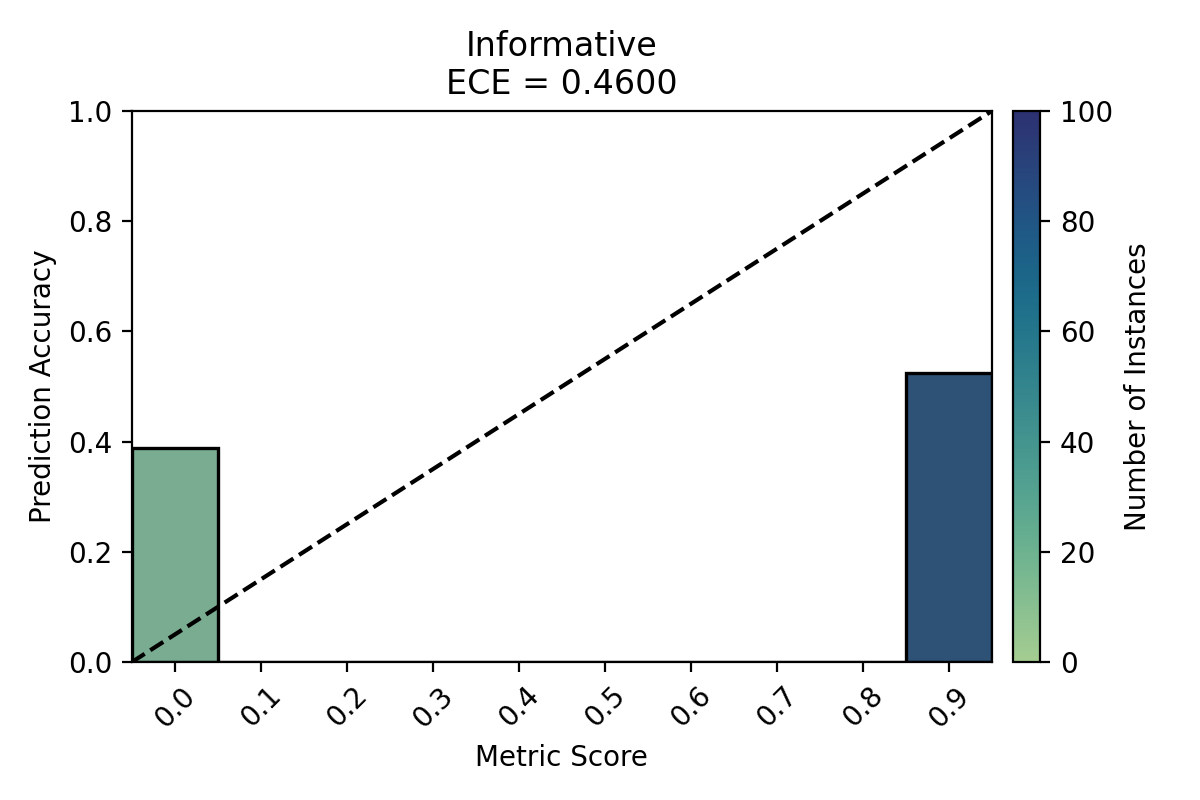 Informative
ECE = 0.4600
1.0
0.8
0.6
0.4
0.2
0.0
Prediction Accuracy
0.0 0.1 0.2 0.3 0.4 0.5 0.6 0.7 0.8 0.9
Metric Score
100
80
60
40
20
0
Number of Instances